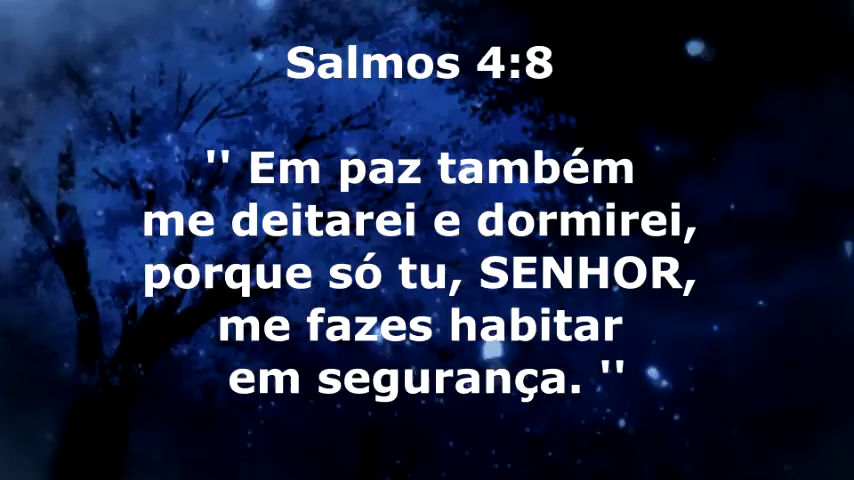 Salmos 4:8
'' Em paz também
me deitarei e dormirei,
porque só tu, SENHOR,
me fazes habitar
em segurança. ''